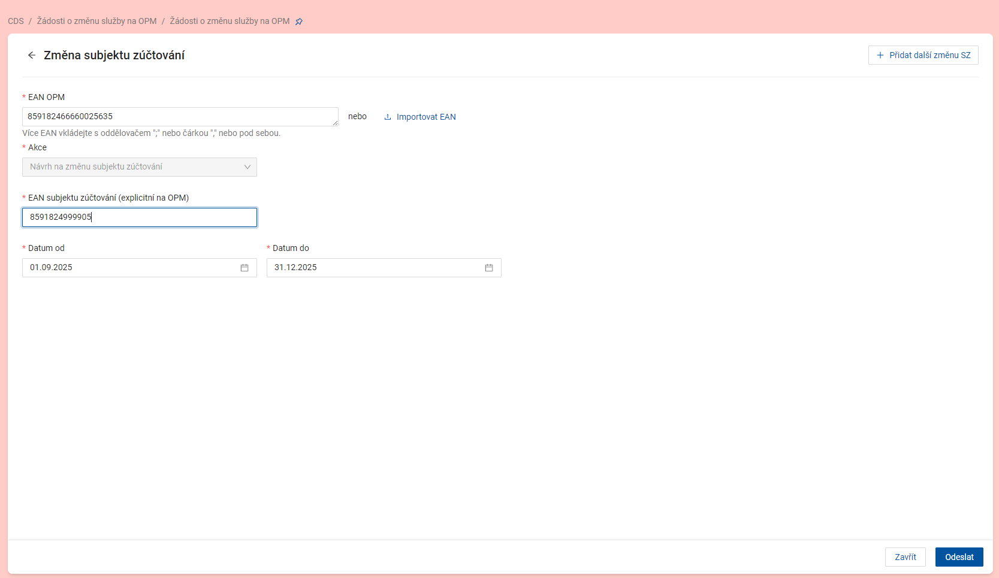 CDS / Žádosti o změnu služby na OPM / Žádosti o změnu služby na OPM
Změna subjektu zúčtování
Přidat další změnu SZ
* EAN OPM
859182466660025635
nebo
Importovat EAN
Více EAN vkládejte s oddělovačem ";" nebo čárkou "," nebo pod sebou.
* Akce
Návrh na změnu subjektu zúčtování
* EAN subjektu zúčtování (explicitní na OPM)
8591824999905
* Datum od
* Datum do
01.09.2025
31.12.2025
Zavřít
Odeslat